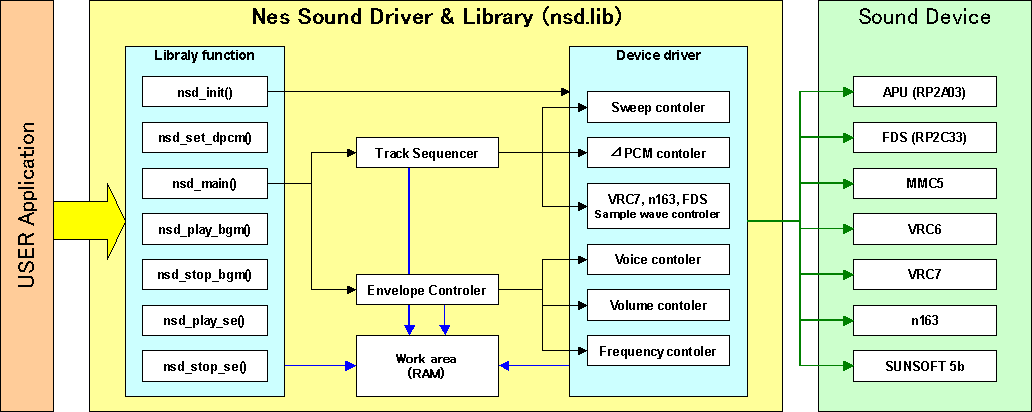 USER Application
Nes Sound Driver & Library (nsd.lib)
Libraly function
nsd_init()
nsd_set_dpcm()
nsd_main()
nsd_play_bgm()
nsd_stop_bgm()
nsd_play_se()
nsd_stop_se()
Track Sequencer
Envelope Controler
Work area
(RAM)
Device driver
Sweep contoler
⊿PCM contoler
VRC7, n163, FDS
Sample wave controler
Voice contoler
Volume contoler
Frequency contoler
Sound Device
APU (RP2A03)
FDS (RP2C33)
MMC5
VRC6
VRC7
n163
SUNSOFT 5b